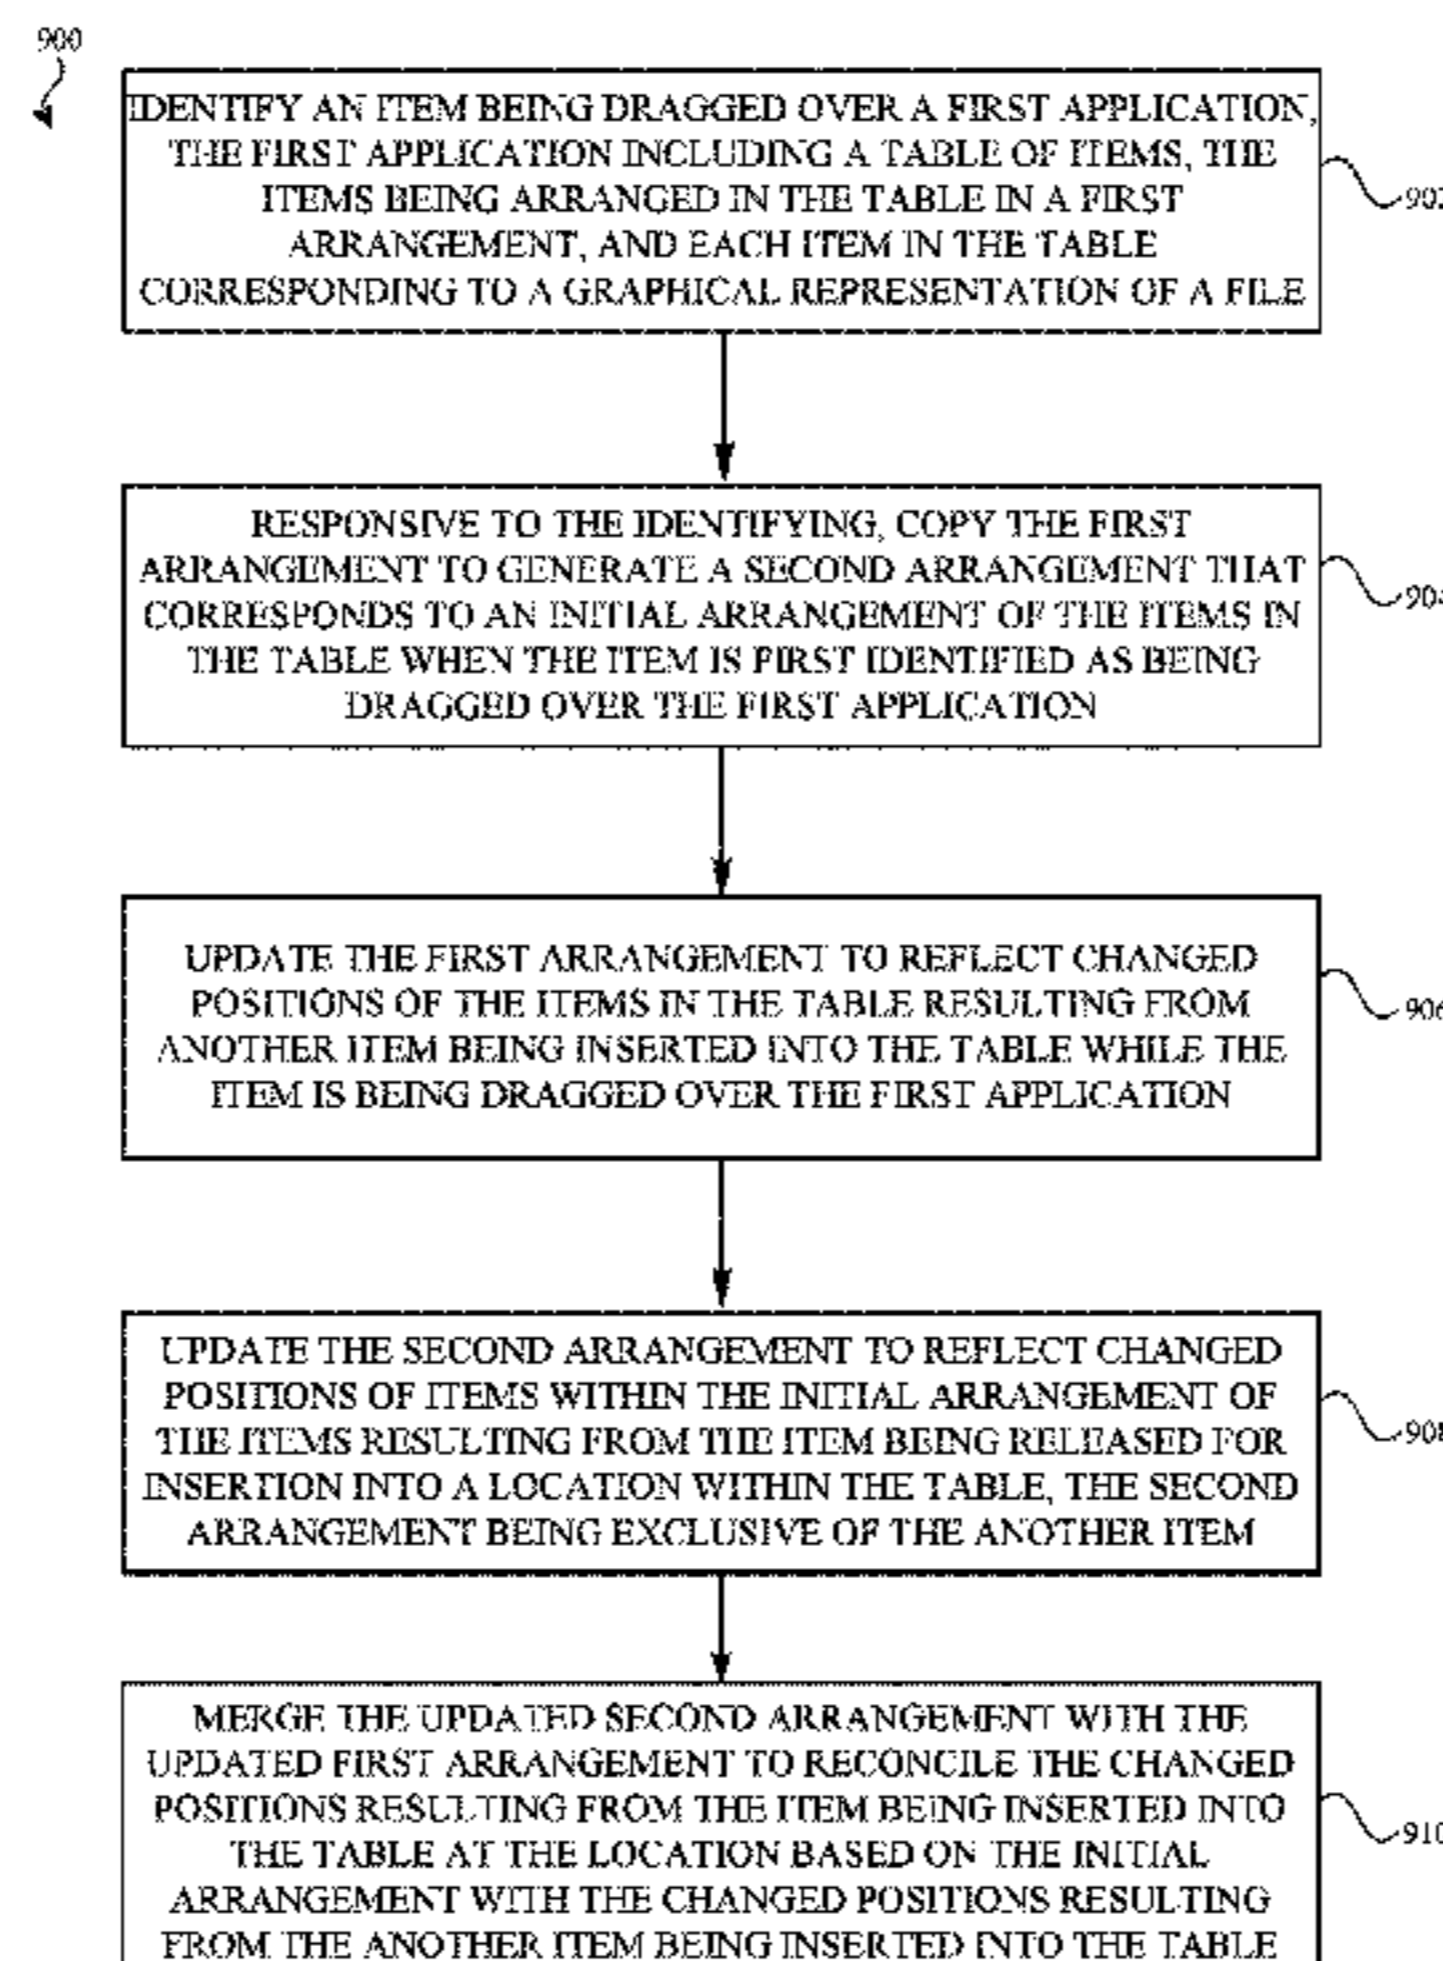 900
IDENTIFY AN ITEM BEING DRAGGED OVER A FIRST APPLICATION,
THE FIRST APPLICATION INCLUDING A TABLE OF ITEMS, THE
ITEMS BEING ARRANGED IN THE TABLE IN A FIRST
ARRANGEMENT, AND EACH ITEM IN THE TABLE
CORRESPONDING TO A GRAPHICAL REPRESENTATION OF A FILE
902
RESPONSIVE TO THE IDENTIFYING, COPY THE FIRST
ARRANGEMENT TO GENERATE A SECOND ARRANGEMENT THAT
CORRESPONDS TO AN INITIAL ARRANGEMENT OF THE ITEMS IN
THE TABLE WHEN THE ITEM IS FIRST IDENTIFIED AS BEING
DRAGGED OVER THE FIRST APPLICATION
904
UPDATE THE FIRST ARRANGEMENT TO REFLECT CHANGED
POSITIONS OF THE ITEMS IN THE TABLE RESULTING FROM
ANOTHER ITEM BEING INSERTED INTO THE TABLE WHILE THE
ITEM IS BEING DRAGGED OVER THE FIRST APPLICATION
906
UPDATE THE SECOND ARRANGEMENT TO REFLECT CHANGED
POSITIONS OF ITEMS WITHIN THE INITIAL ARRANGEMENT OF
THE ITEMS RESULTING FROM THE ITEM BEING RELEASED FOR
INSERTION INTO A LOCATION WITHIN THE TABLE, THE SECOND
ARRANGEMENT BEING EXCLUSIVE OF THE ANOTHER ITEM
908
MERGE THE UPDATED SECOND ARRANGEMENT WITH THE
UPDATED FIRST ARRANGEMENT TO RECONCILE THE CHANGED
POSITIONS RESULTING FROM THE ITEM BEING INSERTED INTO
THE TABLE AT THE LOCATION BASED ON THE INITIAL
ARRANGEMENT WITH THE CHANGED POSITIONS RESULTING
FROM THE ANOTHER ITEM BEING INSERTED INTO THE TABLE
910